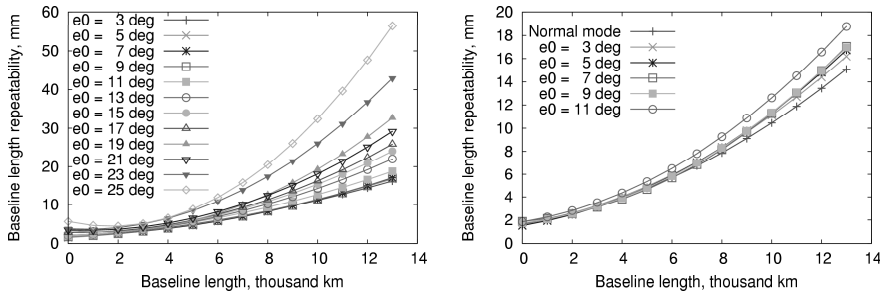 Baseline length repeatability, mm
60
50
40
30
20
10
0
e0 = 3 deg
e0 = 5 deg
e0 = 7 deg
e0 = 9 deg
e0 = 11 deg
e0 = 13 deg
e0 = 15 deg
e0 = 17 deg
e0 = 19 deg
e0 = 21 deg
e0 = 23 deg
e0 = 25 deg
0 2 4 6 8 10 12 14
Baseline length, thousand km
Baseline length repeatability, mm
20
18
16
14
12
10
8
6
4
2
0
Normal mode
e0 = 3 deg
e0 = 5 deg
e0 = 7 deg
e0 = 9 deg
e0 = 11 deg
0 2 4 6 8 10 12 14
Baseline length, thousand km